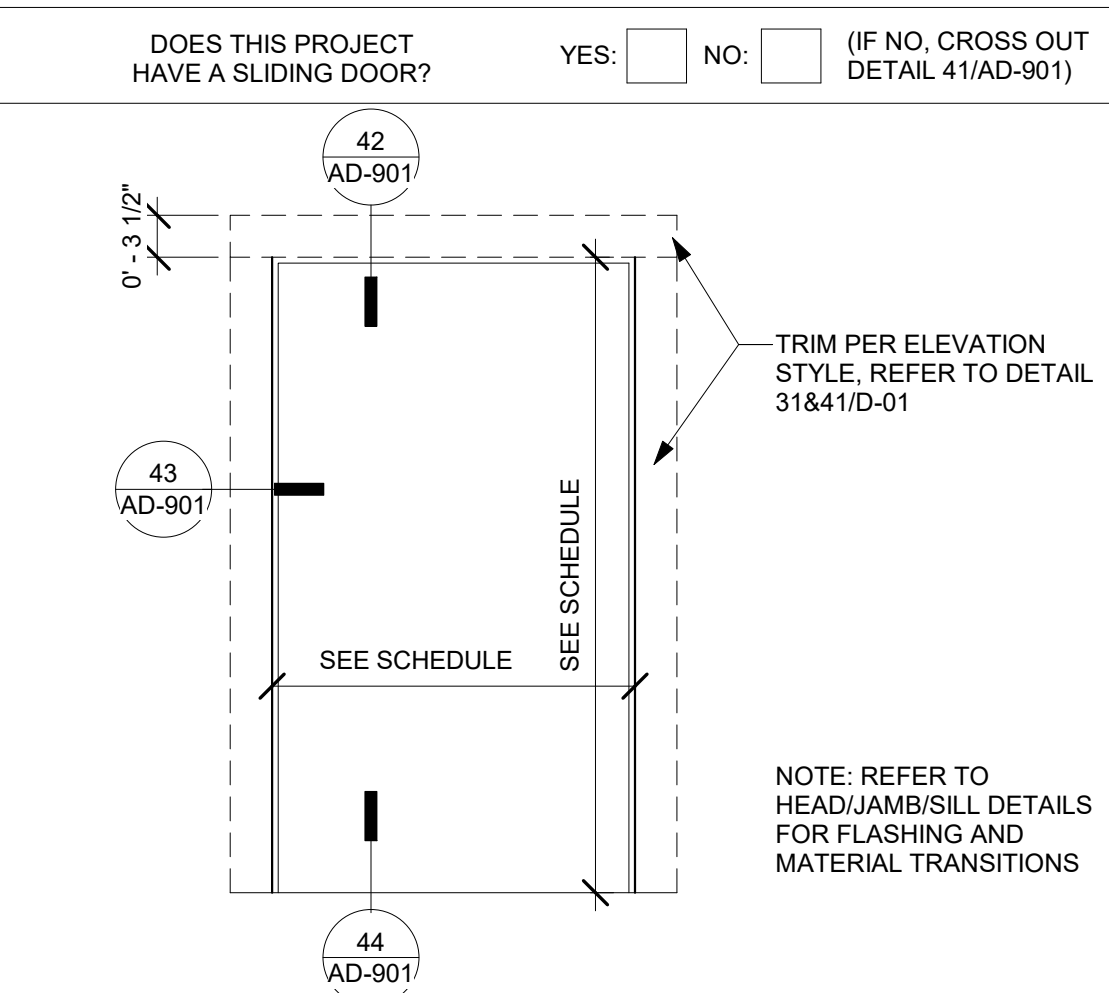 DOES THIS PROJECT
HAVE A SLIDING DOOR?
YES:
NO:
(IF NO, CROSS OUT
DETAIL 41/AD-901)
42
AD-901
0' - 3 1/2"
TRIM PER ELEVATION
STYLE, REFER TO DETAIL
31&41/D-01
43
AD-901
SEE SCHEDULE
SEE SCHEDULE
NOTE: REFER TO
HEAD/JAMB/SILL DETAILS
FOR FLASHING AND
MATERIAL TRANSITIONS
44
AD-901